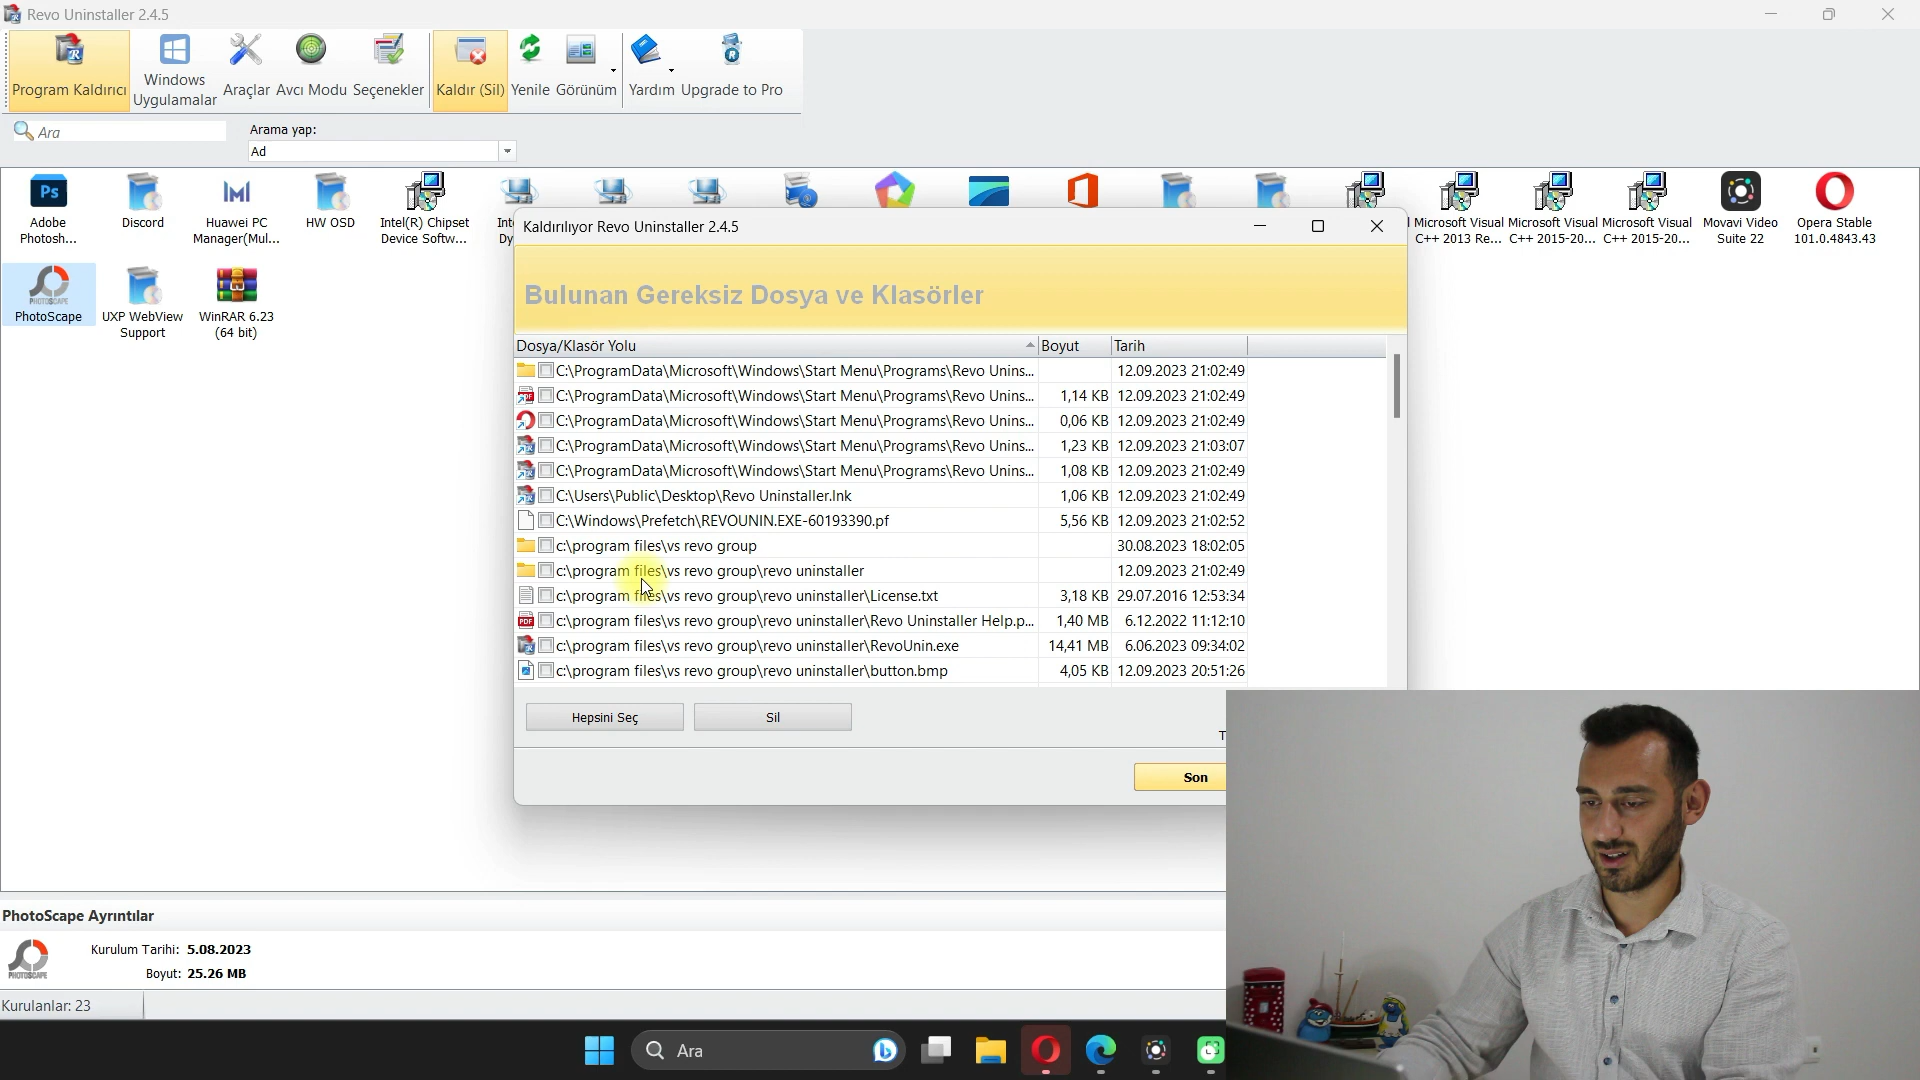 Revo Uninstaller 2.4.5
Program Kaldırıcı
Windows
Uygulamalar
Araçlar
Avcı Modu
Seçenekler
Kaldır (Sil)
Yenile
Görünüm
Yardım
Upgrade to Pro
Ara
Arama yap:
Ad
Adobe
Photosh...
Discord
Huawei PC
Manager(Mul...
HW OSD
Intel(R) Chipset
Device Softw...
Microsoft Visual
C++ 2013 Re...
Microsoft Visual
C++ 2015-20...
Microsoft Visual
C++ 2015-20...
Movavi Video
Suite 22
Opera Stable
101.0.4843.43
PhotoScape
UXP WebView
Support
WinRAR 6.23
(64 bit)
Kaldırılıyor Revo Uninstaller 2.4.5
Bulunan Gereksiz Dosya ve Klasörler
Dosya/Klasör Yolu Boyut Tarih
C:\ProgramData\Microsoft\Windows\Start Menu\Programs\Revo Unins... 12.09.2023 21:02:49
C:\ProgramData\Microsoft\Windows\Start Menu\Programs\Revo Unins... 1,14 KB 12.09.2023 21:02:49
C:\ProgramData\Microsoft\Windows\Start Menu\Programs\Revo Unins... 0,06 KB 12.09.2023 21:02:49
C:\ProgramData\Microsoft\Windows\Start Menu\Programs\Revo Unins... 1,23 KB 12.09.2023 21:03:07
C:\ProgramData\Microsoft\Windows\Start Menu\Programs\Revo Unins... 1,08 KB 12.09.2023 21:02:49
C:\Users\Public\Desktop\Revo Uninstaller.lnk 1,06 KB 12.09.2023 21:02:49
C:\Windows\Prefetch\REVOUNIN.EXE-60193390.pf 5,56 KB 12.09.2023 21:02:52
c:\program files\vs revo group 30.08.2023 18:02:05
c:\program files\vs revo group\revo uninstaller 12.09.2023 21:02:49
c:\program files\vs revo group\revo uninstaller\License.txt 3,18 KB 29.07.2016 12:53:34
c:\program files\vs revo group\revo uninstaller\Revo Uninstaller Help.p... 1,40 MB 6.12.2022 11:12:10
c:\program files\vs revo group\revo uninstaller\RevoUnin.exe 14,41 MB 6.06.2023 09:34:02
c:\program files\vs revo group\revo uninstaller\button.bmp 4,05 KB 12.09.2023 20:51:26
Hepsini Seç
Sil
Son
PhotoScape Ayrıntılar
Kurulum Tarihi: 5.08.2023
Boyut: 25.26 MB
Kurulanlar: 23
Ara